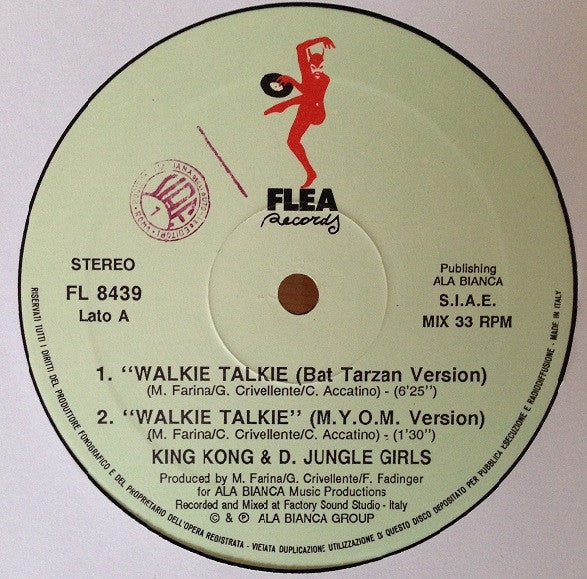 FLEA
Records
STEREO
FL 8439
Lato A
Publishing
ALA BIANCA
S.I.A.E.
MIX 33 RPM
1. “WALKIE TALKIE (Bat Tarzan Version)
(M. Farina/G. Crivellente/C. Accatino) - (6'25”)
2. “WALKIE TALKIE” (M.Y.O.M. Version)
(M. Farina/C. Crivellente/C. Accatino) - (1'30”)
KING KONG & D. JUNGLE GIRLS
Produced by M. Farina/G. Crivellente/F. Fadinger
for ALA BIANCA Music Productions
Recorded and Mixed at Factory Sound Studio - Italy
© & ℗ ALA BIANCA GROUP
RISERVATI TUTTI I DIRITTI DEL PRODUTTORE FONOGRAFICO E DEL PROPRIETARIO DELL'OPERA REGISTRATA - VIETATA DUPLICAZIONE UTILIZZAZIONE DI QUESTO DISCO DEPOSITATO PER PUBBLICA ESECUZIONE E RADIODIFFUSIONE - MADE IN ITALY